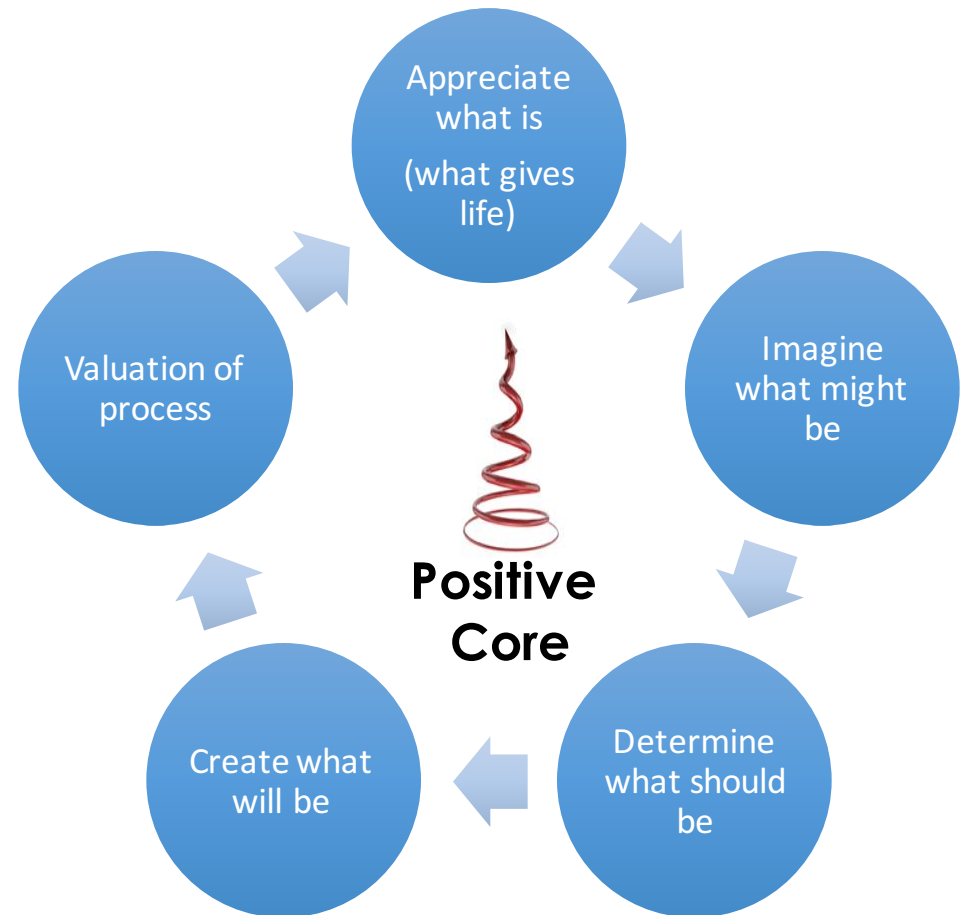 Appreciate
what is
(what gives
life)
Imagine
what might
be
Determine
what should
be
Create what
will be
Valuation of
process
Positive
Core